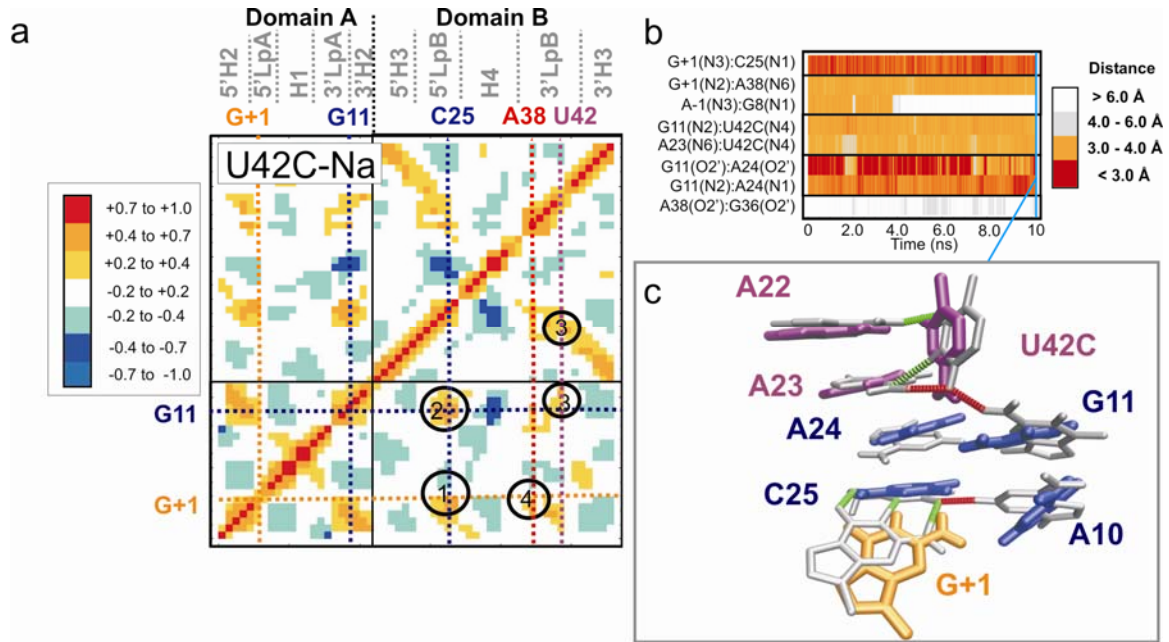 a
Domain A Domain B
5'H2 5'LpA H1 3'LpA 3'H2 5'H3 5'LpB H4 3'LpB 3'H3
G+1 G11 C25 A38 U42
U42C-Na
+0.7 to +1.0
+0.4 to +0.7
+0.2 to +0.4
-0.2 to +0.2
-0.2 to -0.4
-0.4 to -0.7
-0.7 to -1.0
G11
G+1
3
3
2
1
4
b
G+1(N3):C25(N1)
G+1(N2):A38(N6)
A-1(N3):G8(N1)
G11(N2):U42C(N4)
A23(N6):U42C(N4)
G11(O2'):A24(O2')
G11(N2):A24(N1)
A38(O2'):G36(O2')
0 2.0 4.0 6.0 8.0 10
Time (ns)
Distance
> 6.0 Å
4.0 - 6.0 Å
3.0 - 4.0 Å
< 3.0 Å
c
A22
U42C
A23
G11
A24
C25
A10
G+1